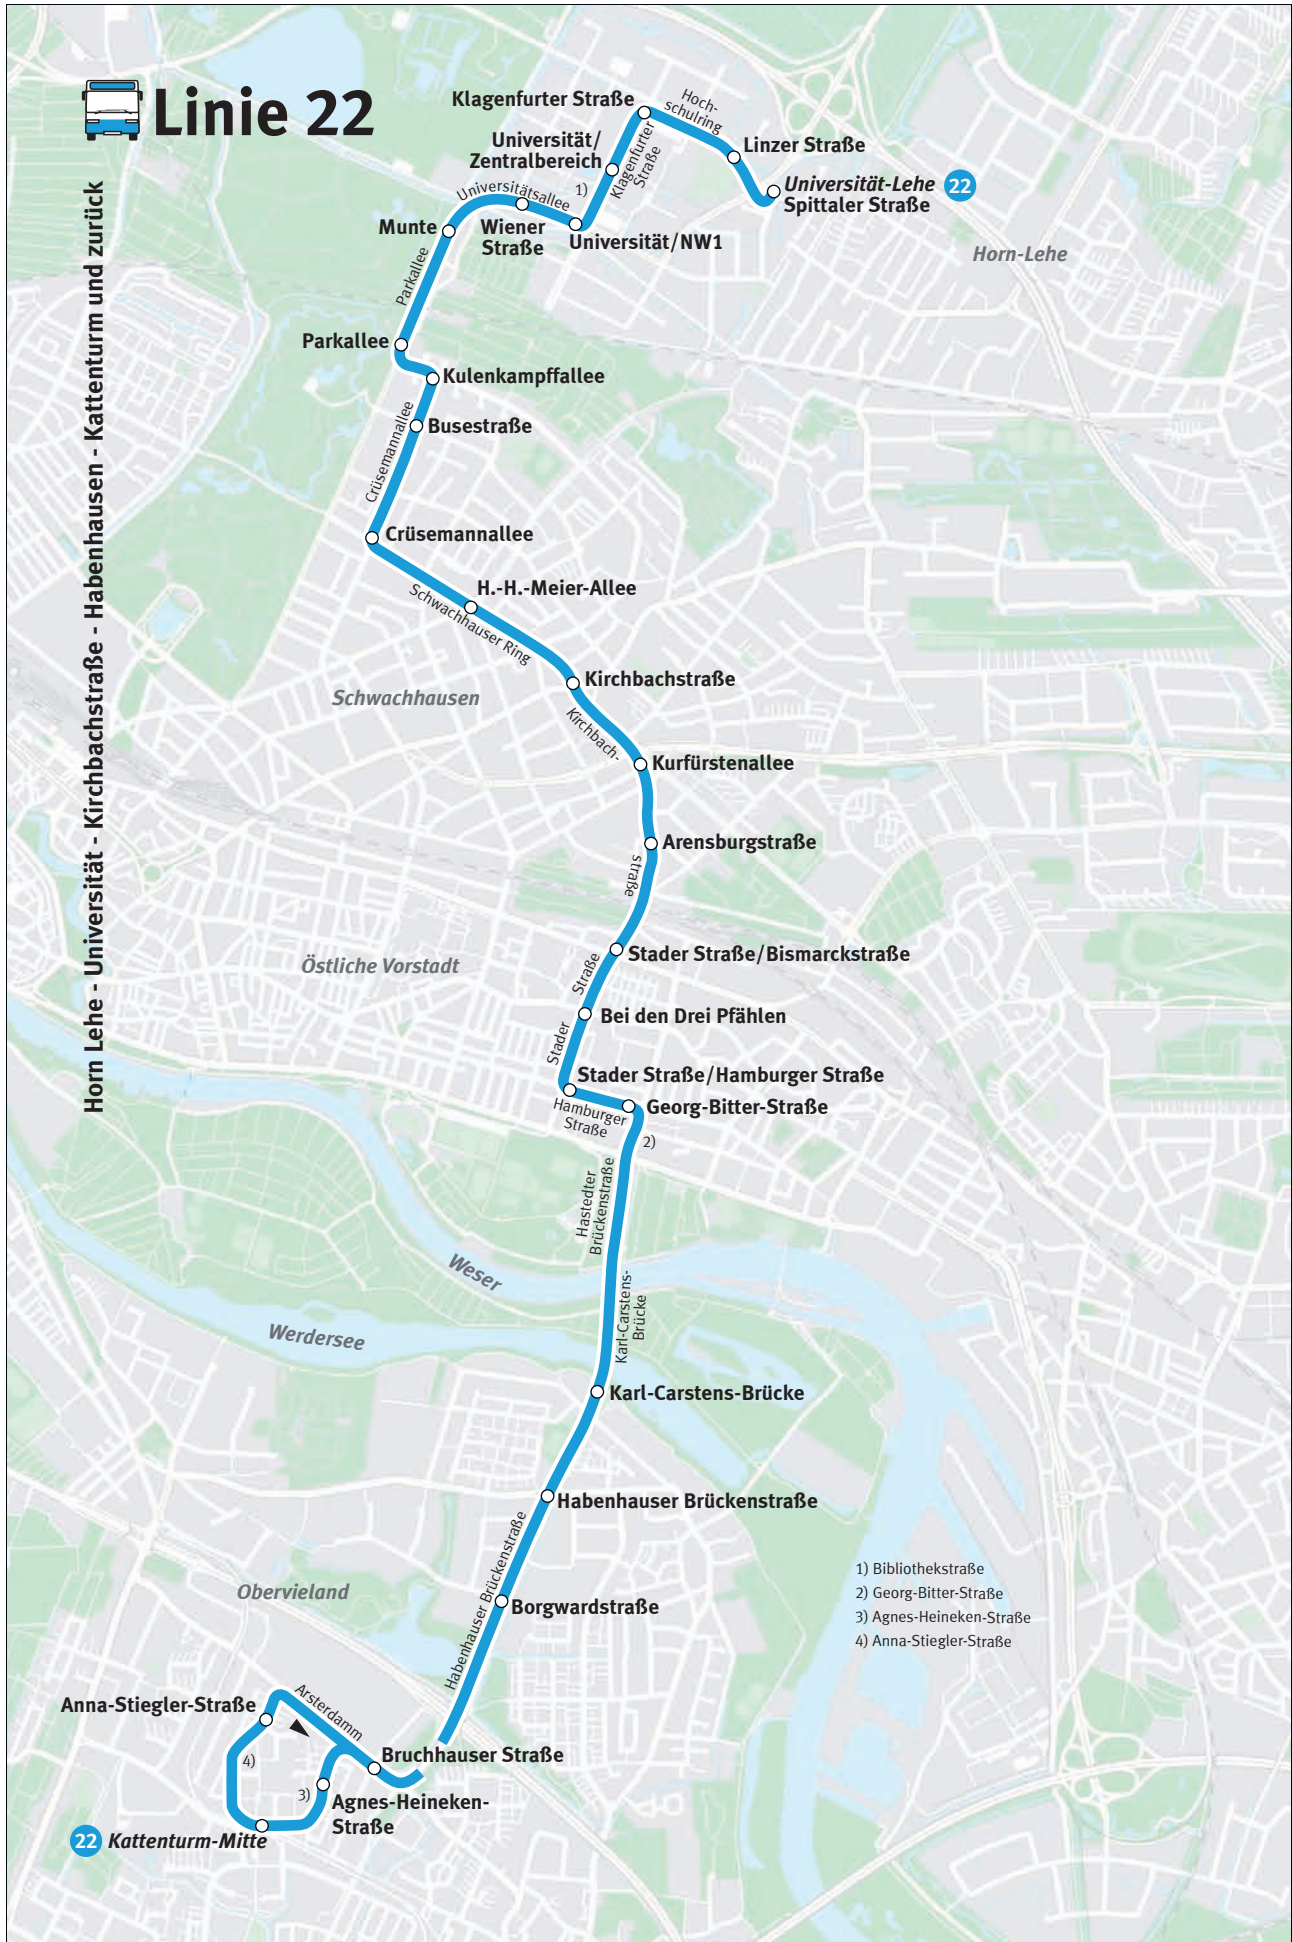 Linie 22
Horn Lehe - Universität - Kirchbachstraße - Habenhausen - Kattenturm und zurück
Klagenfurter Straße
Hoch-
schulring
Universität/
Zentralbereich
Klagenfurter
Straße
Linzer Straße
Universität-Lehe 22
Spittaler Straße
Universitätsallee
1)
Munte
Wiener
Straße
Universität/NW1
Horn-Lehe
Parkallee
Parkallee
Kulenkampffallee
Busestraße
Crüsemannallee
Crüsemannallee
H.-H.-Meier-Allee
Schwachhauser Ring
Kirchbachstraße
Schwachhausen
Kirchbach-
Kurfürstenallee
Arensburgstraße
straße
Stader Straße/Bismarckstraße
Östliche Vorstadt
Straße
Bei den Drei Pfählen
Stader
Stader Straße/Hamburger Straße
Georg-Bitter-Straße
Hamburger
Straße
2)
Hastedter
Brückenstraße
Weser
Karl-Carstens-
Brücke
Werdersee
Karl-Carstens-Brücke
Habenhauser Brückenstraße
Habenhauser Brückenstraße
1) Bibliothekstraße
2) Georg-Bitter-Straße
3) Agnes-Heineken-Straße
4) Anna-Stiegler-Straße
Obervieland
Borgwardstraße
Anna-Stiegler-Straße
Arsterdamm
Bruchhauser Straße
4)
3)
Agnes-Heineken-
Straße
22 Kattenturm-Mitte